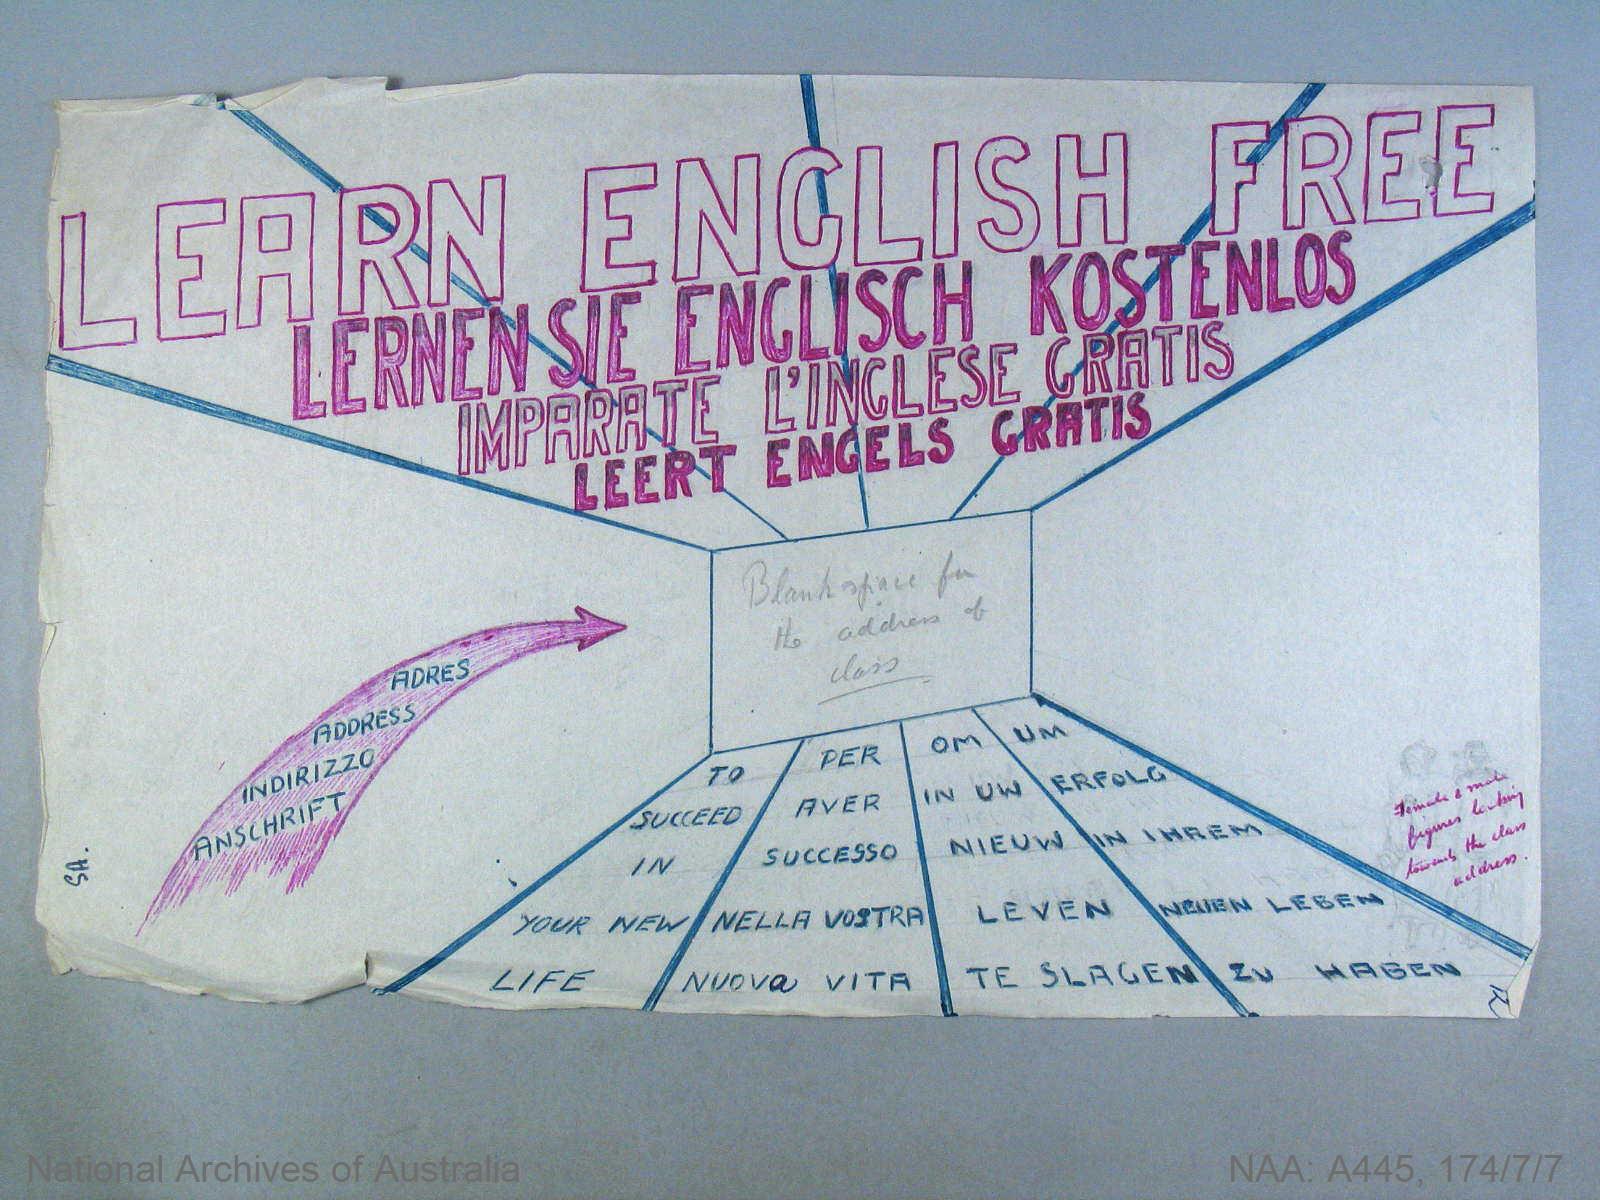 LEARN ENGLISH FREE
LERNEN SIE ENGLISCH KOSTENLOS
IMPARATE L'INGLESE GRATIS
LEERT ENGELS GRATIS
Blank space for
the address of
class
ADRES
ADDRESS
INDIRIZZO
ANSCHRIFT
SA.
TO
SUCCEED
IN
YOUR NEW
LIFE
PER
AVER
SUCCESSO
NELLA VOSTRA
NUOVa VITA
OM
IN UW
NIEUW
LEVEN
TE SLAGEN
UM
ERFOLG
IN IHREM
NEUEN LEBEN
ZU HABEN
Female & male
figures looking
towards the class
address.
National Archives of Australia
NAA: A445, 174/7/7